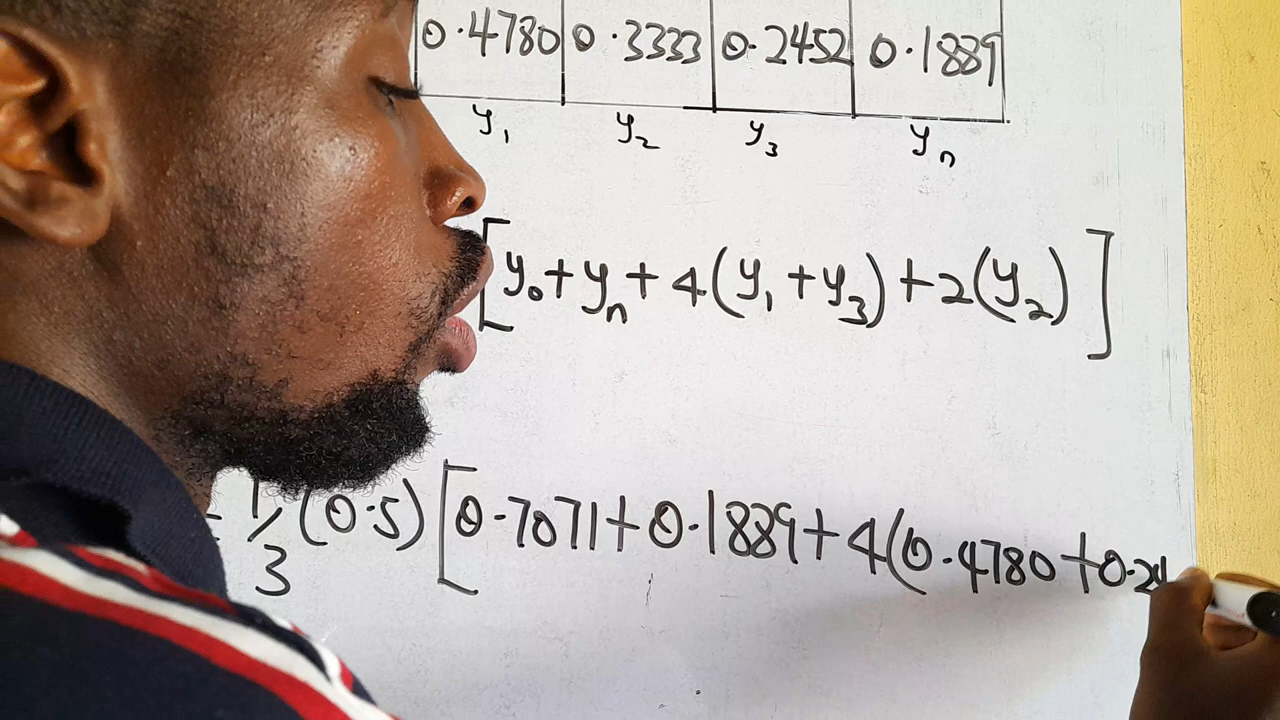 0.4780 0.3333 0.2452 0.1889
y₁ y₂ y₃ yₙ
[y₀+yₙ+4(y₁+y₃)+2(y₂)]
= 1/3(0.5)[0.7071+0.1889+4(0.4780+0.24